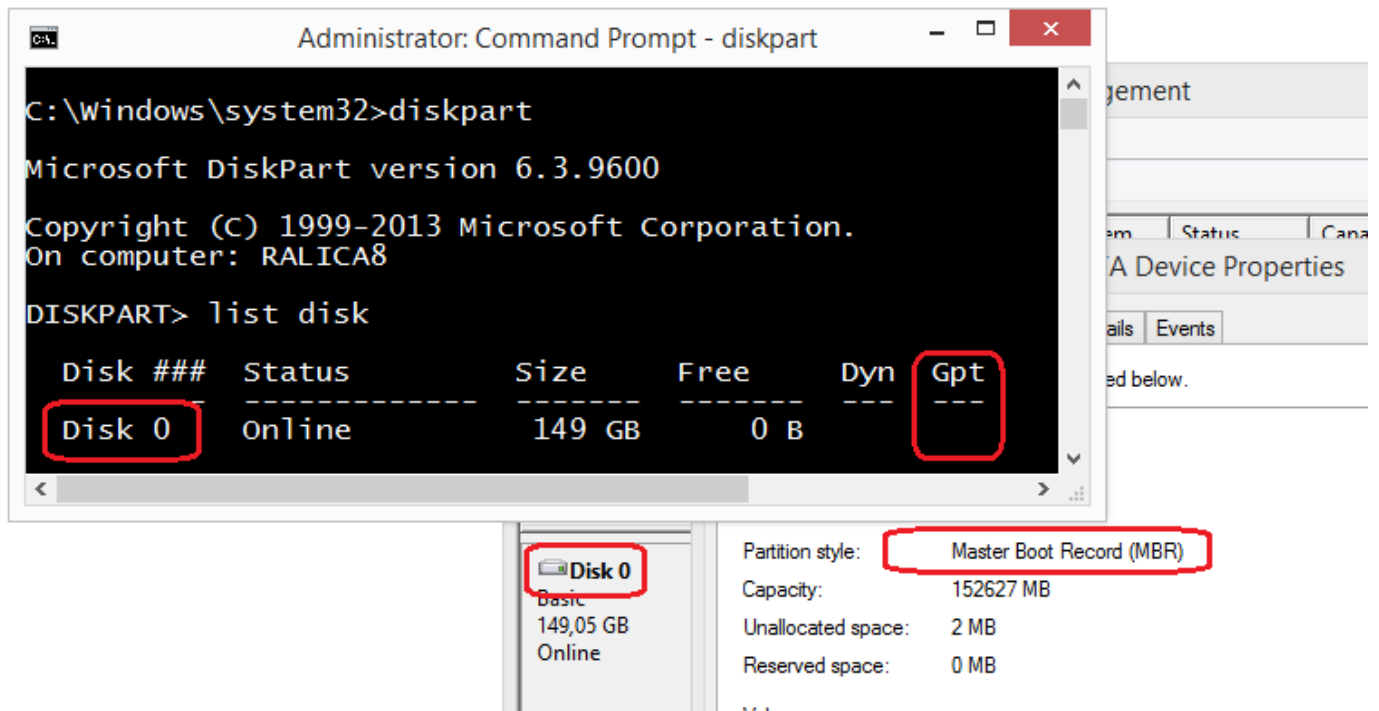 Administrator: Command Prompt - diskpart
C:\Windows\system32>diskpart
Microsoft DiskPart version 6.3.9600
Copyright (C) 1999-2013 Microsoft Corporation.
On computer: RALICA8
DISKPART> list disk
Disk ### Status Size Free Dyn Gpt
-------- ------------- ------- ------- --- ---
Disk 0 Online 149 GB 0 B
gement
em Status Capa
TA Device Properties
ails Events
ed below.
Disk 0
Basic
149,05 GB
Online
Partition style: Master Boot Record (MBR)
Capacity: 152627 MB
Unallocated space: 2 MB
Reserved space: 0 MB